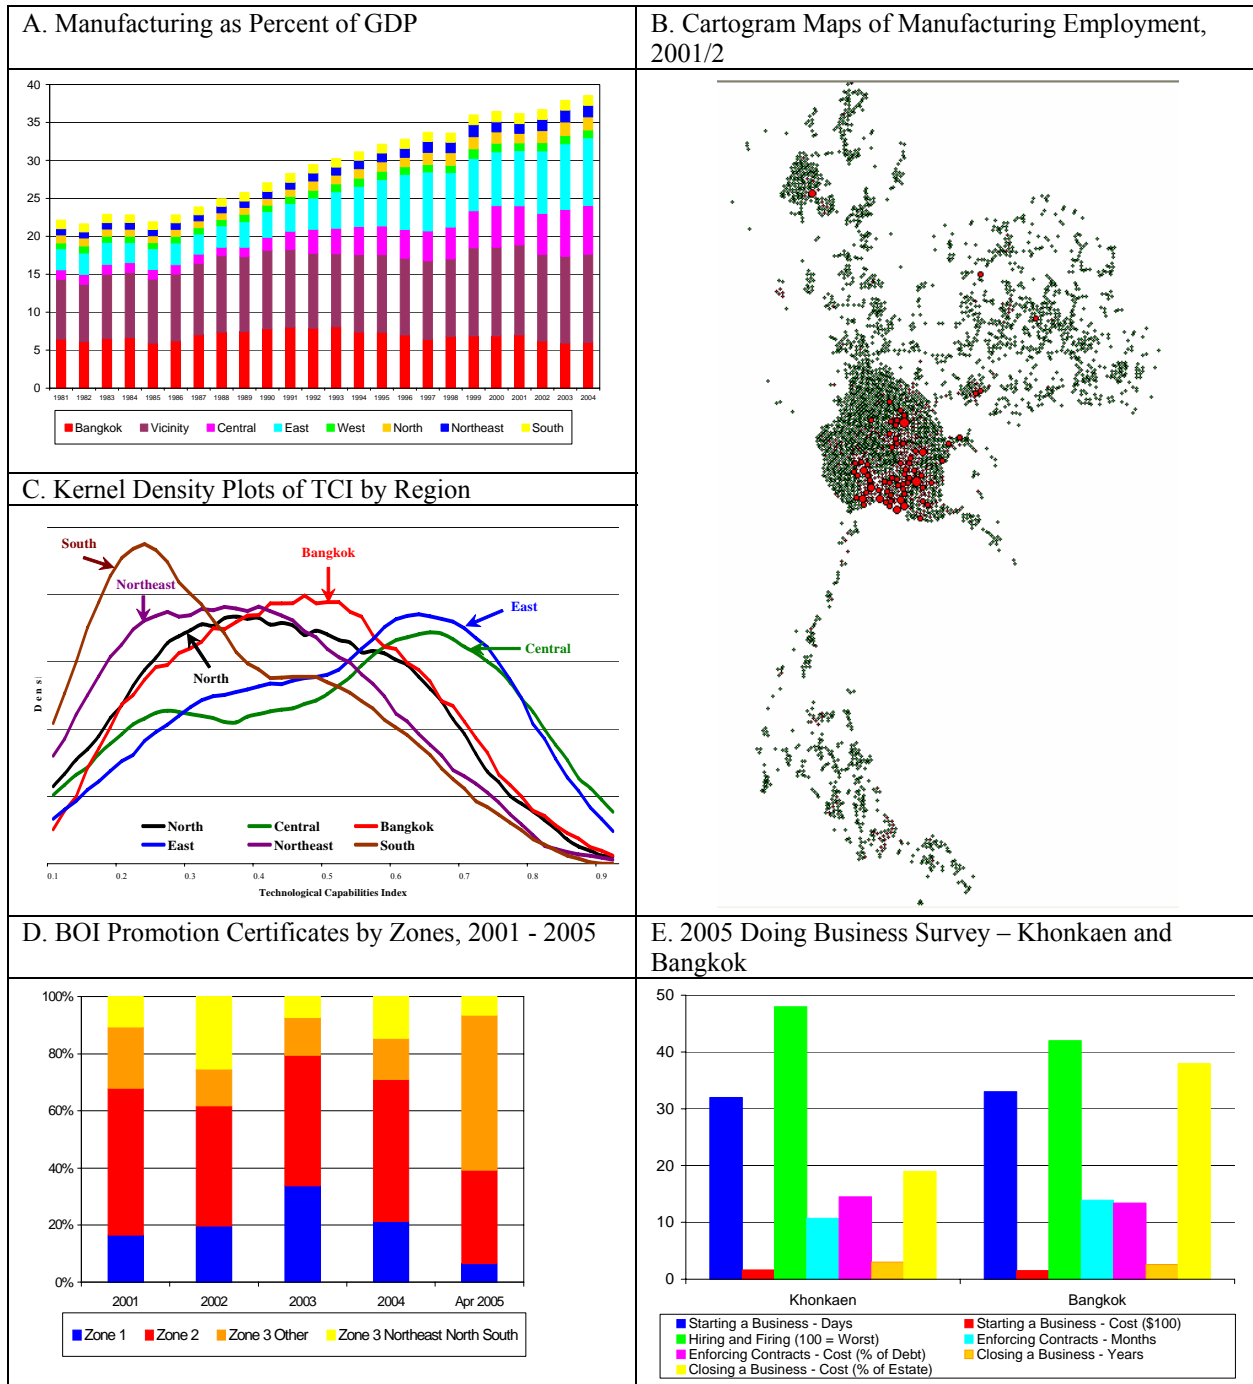 A. Manufacturing as Percent of GDP
40
35
30
25
20
15
10
5
0
1981 1982 1983 1984 1985 1986 1987 1988 1989 1990 1991 1992 1993 1994 1995 1996 1997 1998 1999 2000 2001 2002 2003 2004
Bangkok Vicinity Central East West North Northeast South
B. Cartogram Maps of Manufacturing Employment,
2001/2
C. Kernel Density Plots of TCI by Region
South
Bangkok
Northeast
East
Central
North
Dens
North Central Bangkok
East Northeast South
0.1 0.2 0.3 0.4 0.5 0.6 0.7 0.8 0.9
Technological Capabilities Index
D. BOI Promotion Certificates by Zones, 2001 - 2005
100%
80%
60%
40%
20%
0%
2001 2002 2003 2004 Apr 2005
Zone 1 Zone 2 Zone 3 Other Zone 3 Northeast North South
E. 2005 Doing Business Survey – Khonkaen and
Bangkok
50
40
30
20
10
0
Khonkaen Bangkok
Starting a Business - Days Starting a Business - Cost ($100)
Hiring and Firing (100 = Worst) Enforcing Contracts - Months
Enforcing Contracts - Cost (% of Debt) Closing a Business - Years
Closing a Business - Cost (% of Estate)